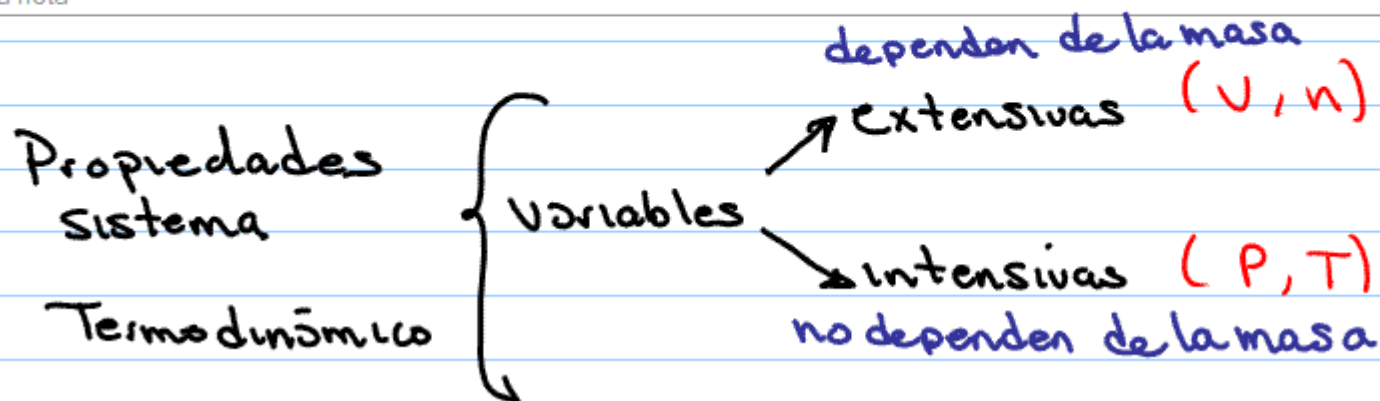 dependen de la masa
extensivas (V, n)
Propiedades
sistema
variables
intensivas (P, T)
Termodinámico
no dependen de la masa